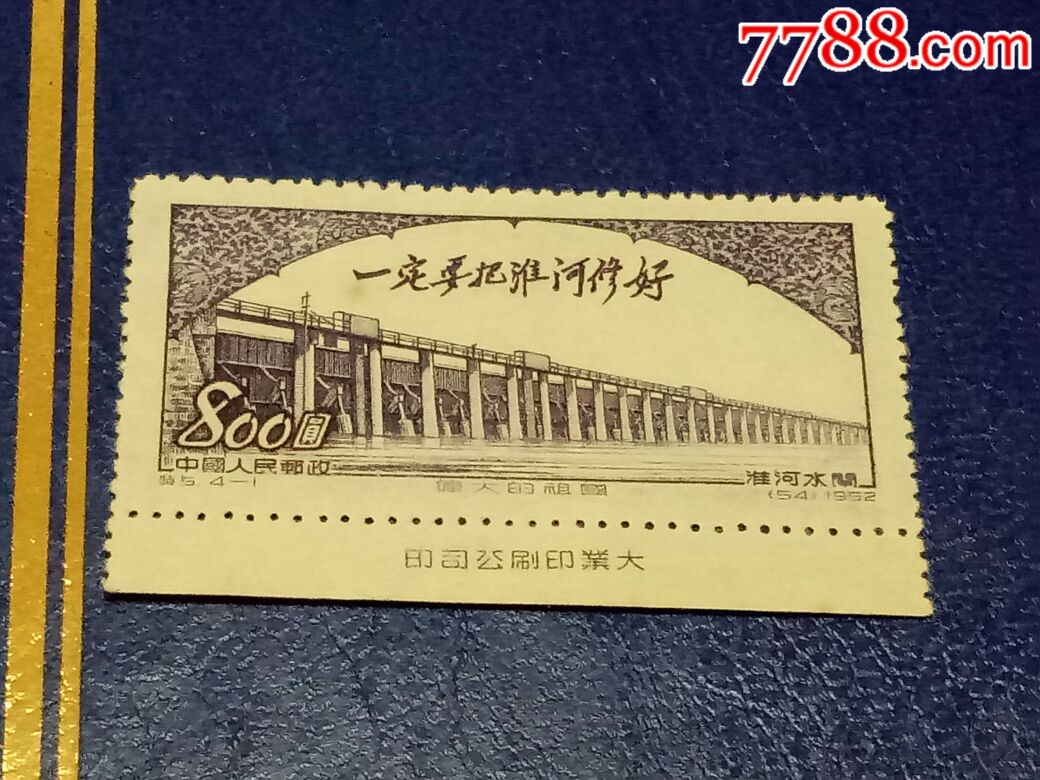 7788.com
一定要把淮河修好
800圓
中國人民郵政
淮河水閘
特5. 4-1
偉大的祖國
(54) 1952
大業印刷公司印